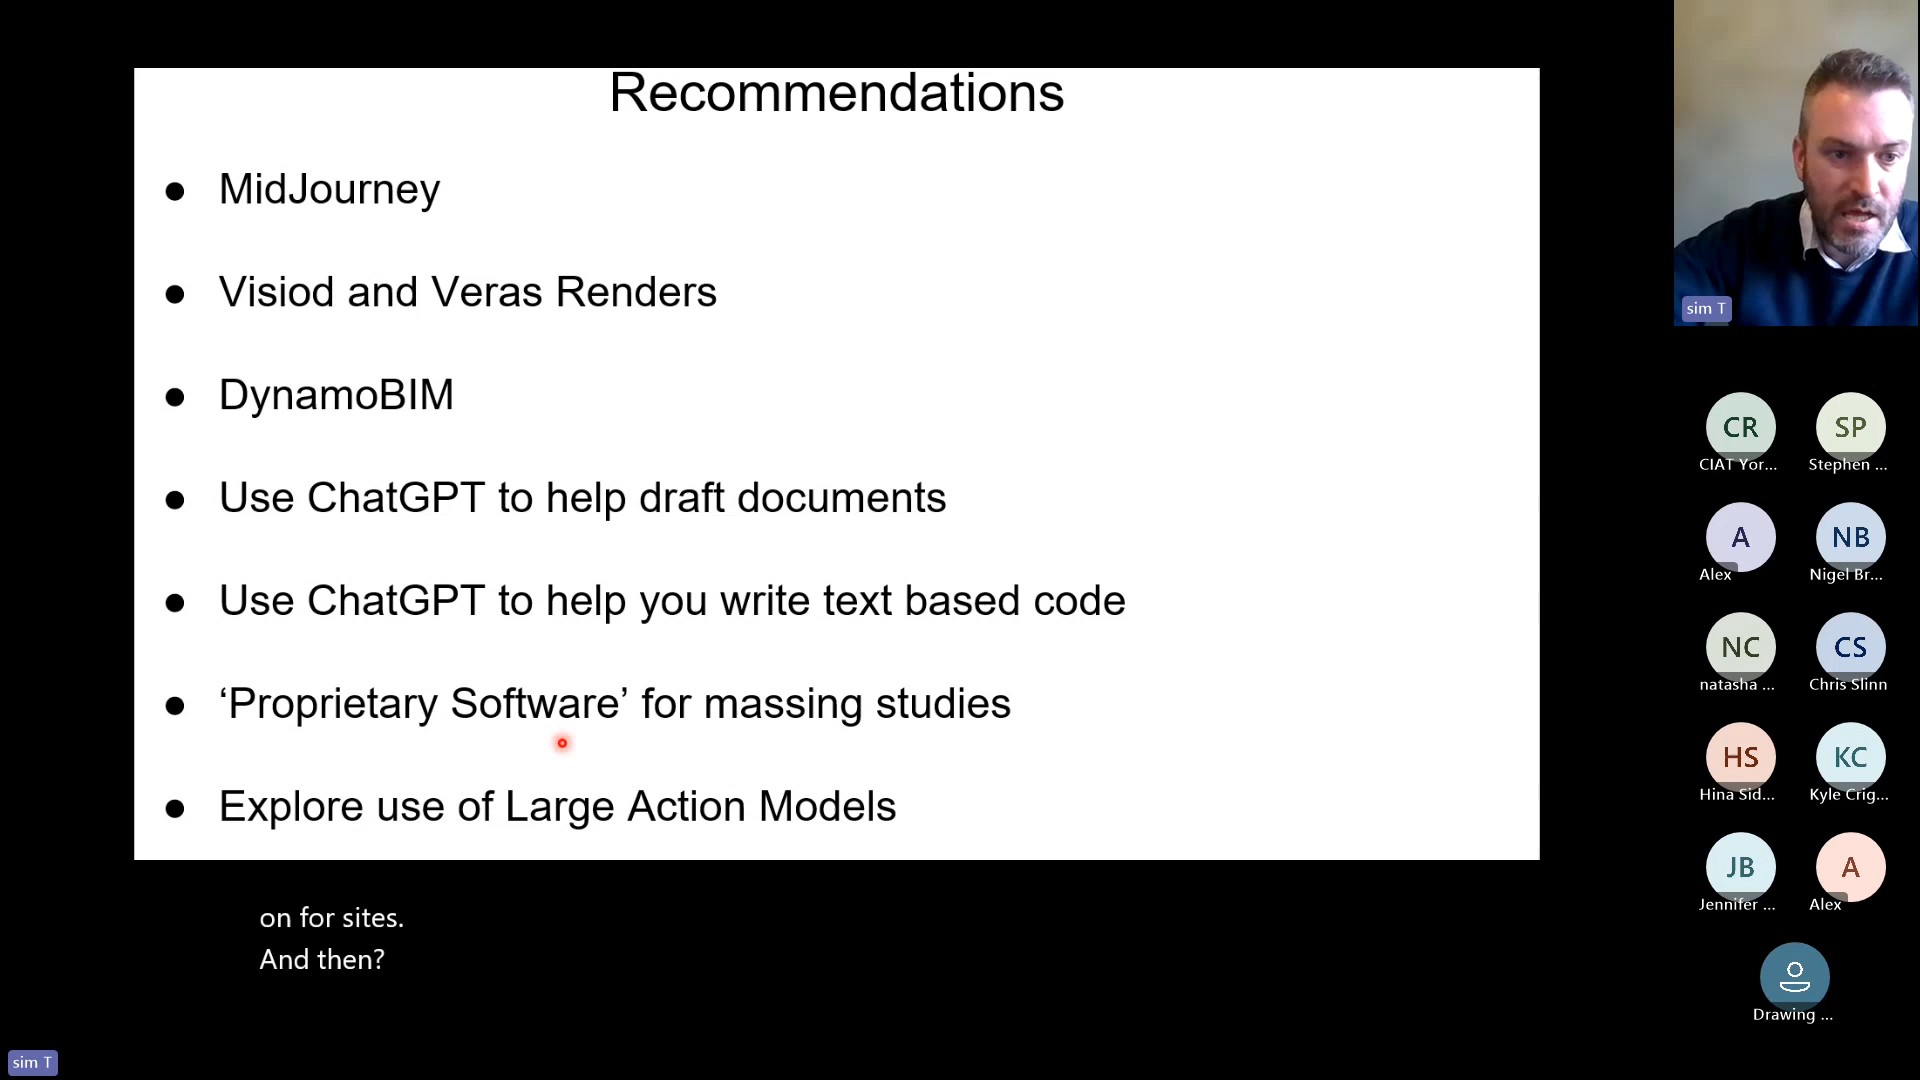 Recommendations
● MidJourney
● Visiod and Veras Renders
● DynamoBIM
● Use ChatGPT to help draft documents
● Use ChatGPT to help you write text based code
● ‘Proprietary Software’ for massing studies
● Explore use of Large Action Models
on for sites.
And then?
sim T
sim T
CR
CIAT Yor...
SP
Stephen ...
A
Alex
NB
Nigel Br...
NC
natasha ...
CS
Chris Slinn
HS
Hina Sid...
KC
Kyle Crig...
JB
Jennifer ...
A
Alex
Drawing ...